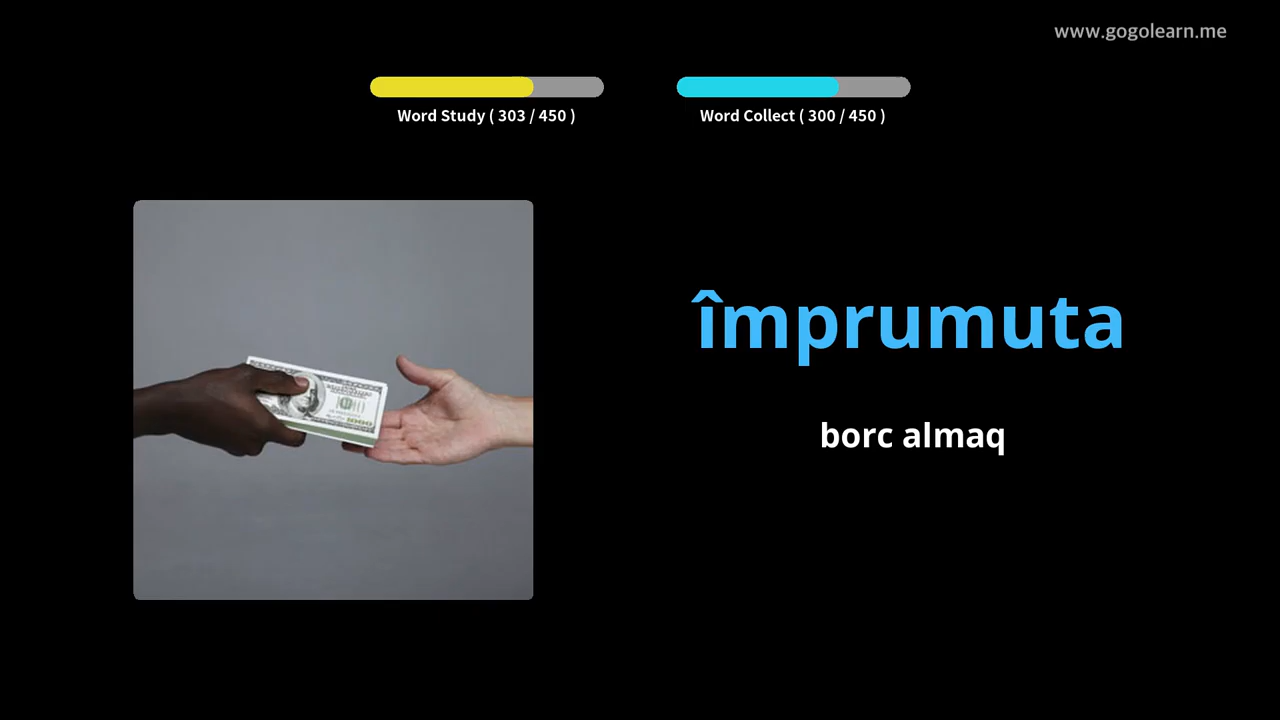 www.gogolearn.me
Word Study ( 303 / 450 )
Word Collect ( 300 / 450 )
împrumuta
borc almaq